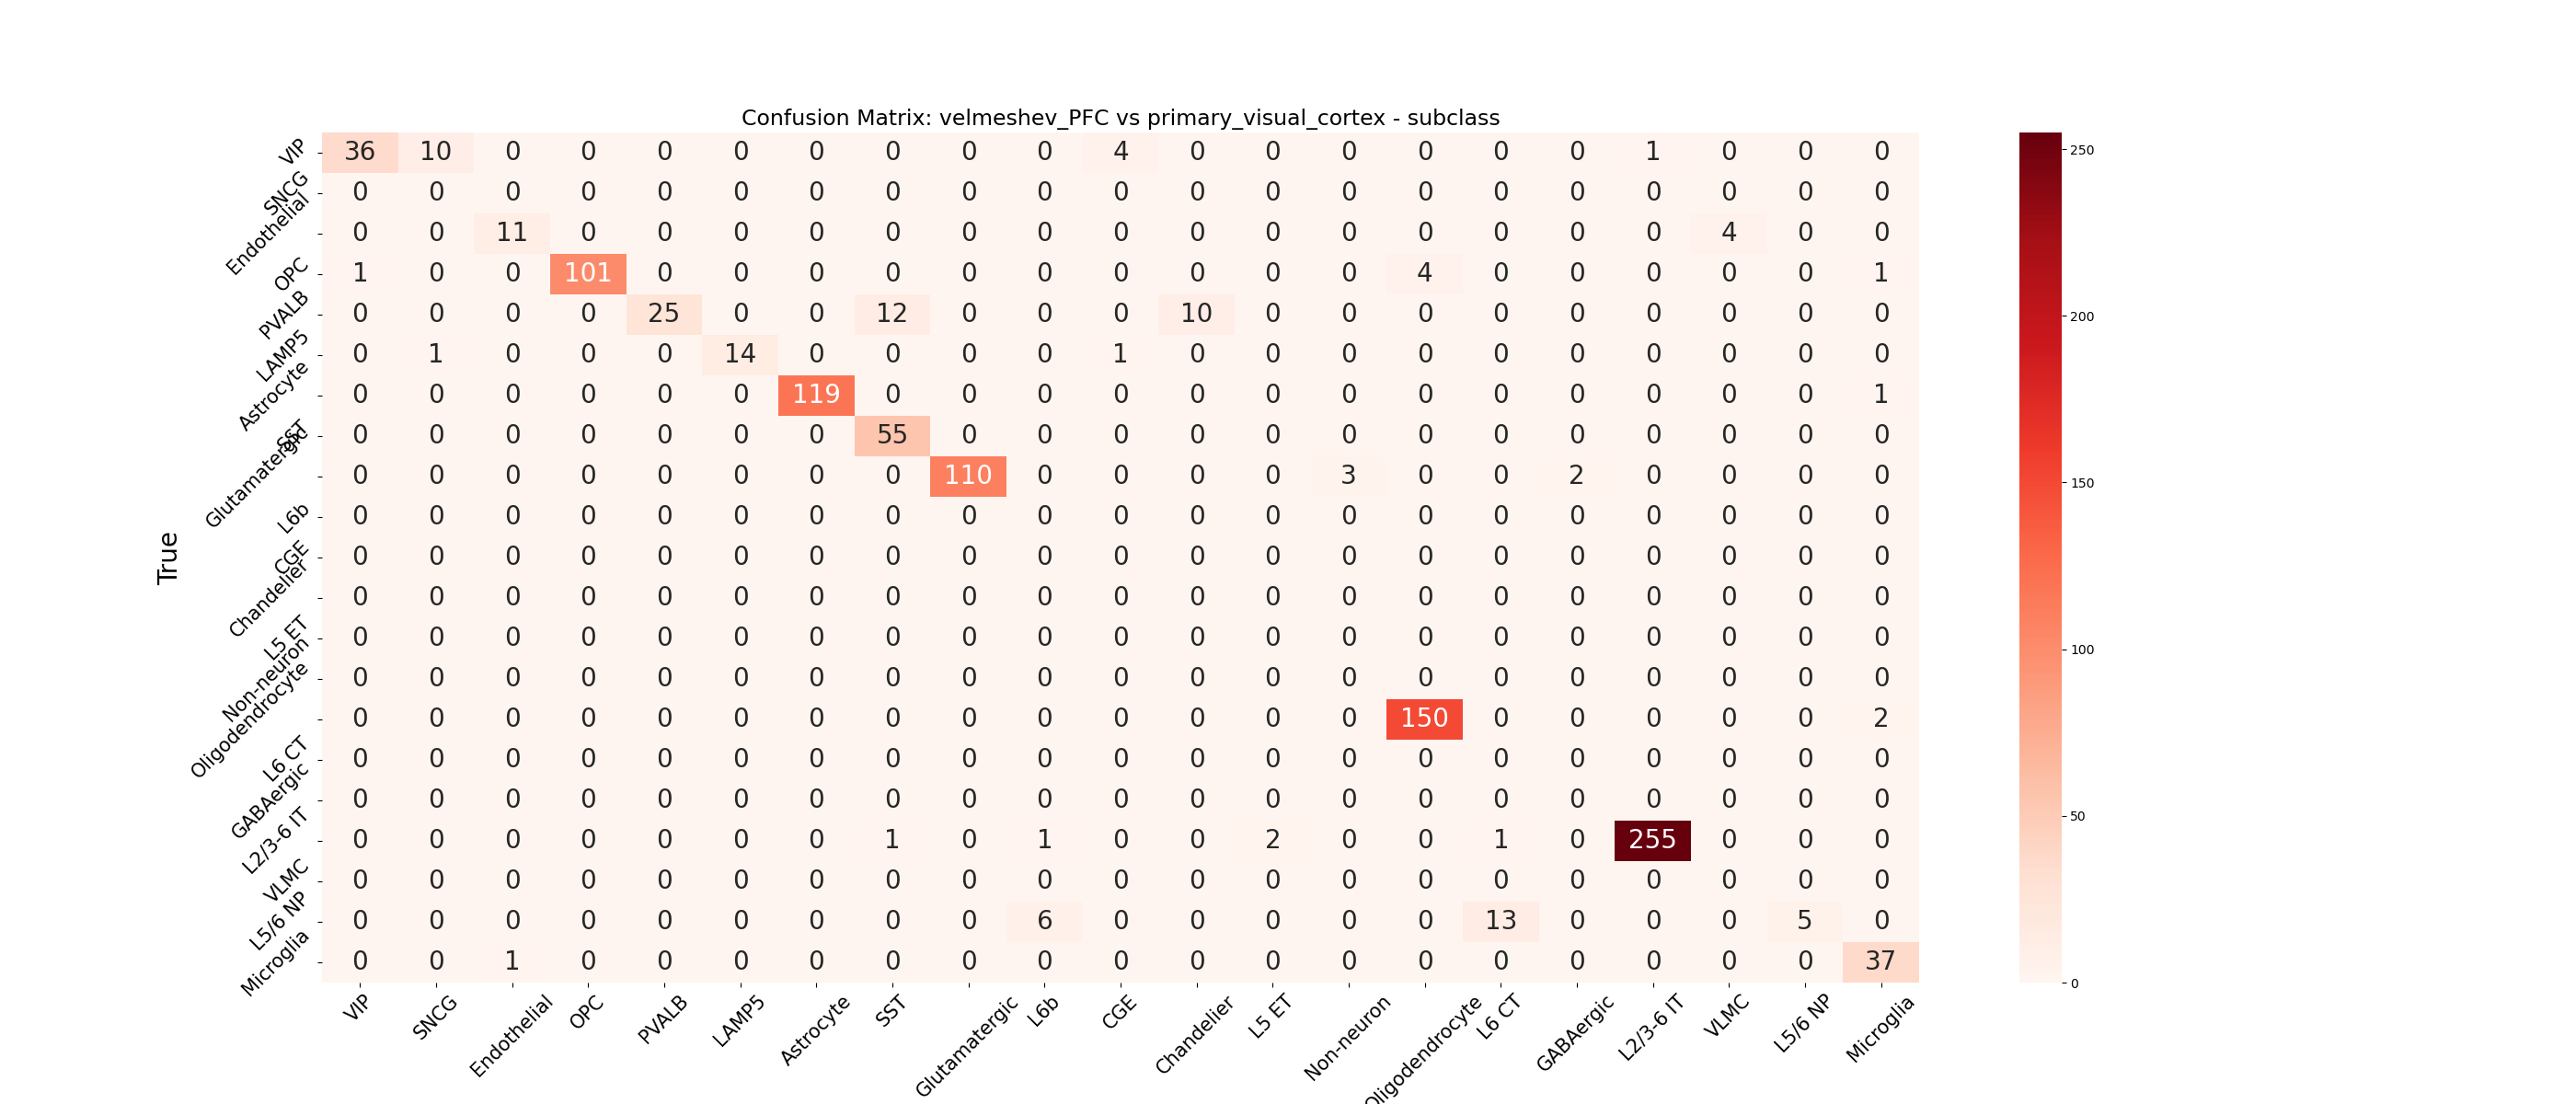 Confusion Matrix: velmeshev_PFC vs primary_visual_cortex - subclass
True
VIP 36 10 0 0 0 0 0 0 0 0 4 0 0 0 0 0 0 1 0 0 0
SNCG 0 0 0 0 0 0 0 0 0 0 0 0 0 0 0 0 0 0 0 0 0
Endothelial 0 0 11 0 0 0 0 0 0 0 0 0 0 0 0 0 0 0 4 0 0
OPC 1 0 0 101 0 0 0 0 0 0 0 0 0 0 4 0 0 0 0 0 1
PVALB 0 0 0 0 25 0 0 12 0 0 0 10 0 0 0 0 0 0 0 0 0
LAMP5 0 1 0 0 0 14 0 0 0 0 1 0 0 0 0 0 0 0 0 0 0
Astrocyte 0 0 0 0 0 0 119 0 0 0 0 0 0 0 0 0 0 0 0 0 1
SST 0 0 0 0 0 0 0 55 0 0 0 0 0 0 0 0 0 0 0 0 0
Glutamatergic 0 0 0 0 0 0 0 0 110 0 0 0 0 3 0 0 2 0 0 0 0
L6b 0 0 0 0 0 0 0 0 0 0 0 0 0 0 0 0 0 0 0 0 0
CGE 0 0 0 0 0 0 0 0 0 0 0 0 0 0 0 0 0 0 0 0 0
Chandelier 0 0 0 0 0 0 0 0 0 0 0 0 0 0 0 0 0 0 0 0 0
L5 ET 0 0 0 0 0 0 0 0 0 0 0 0 0 0 0 0 0 0 0 0 0
Non-neuron 0 0 0 0 0 0 0 0 0 0 0 0 0 0 0 0 0 0 0 0 0
Oligodendrocyte 0 0 0 0 0 0 0 0 0 0 0 0 0 0 150 0 0 0 0 0 2
L6 CT 0 0 0 0 0 0 0 0 0 0 0 0 0 0 0 0 0 0 0 0 0
GABAergic 0 0 0 0 0 0 0 0 0 0 0 0 0 0 0 0 0 0 0 0 0
L2/3-6 IT 0 0 0 0 0 0 0 1 0 1 0 0 2 0 0 1 0 255 0 0 0
VLMC 0 0 0 0 0 0 0 0 0 0 0 0 0 0 0 0 0 0 0 0 0
L5/6 NP 0 0 0 0 0 0 0 0 0 6 0 0 0 0 0 13 0 0 0 5 0
Microglia 0 0 1 0 0 0 0 0 0 0 0 0 0 0 0 0 0 0 0 0 37
VIP SNCG Endothelial OPC PVALB LAMP5 Astrocyte SST Glutamatergic L6b CGE Chandelier L5 ET Non-neuron Oligodendrocyte L6 CT GABAergic L2/3-6 IT VLMC L5/6 NP Microglia
250
200
150
100
50
0